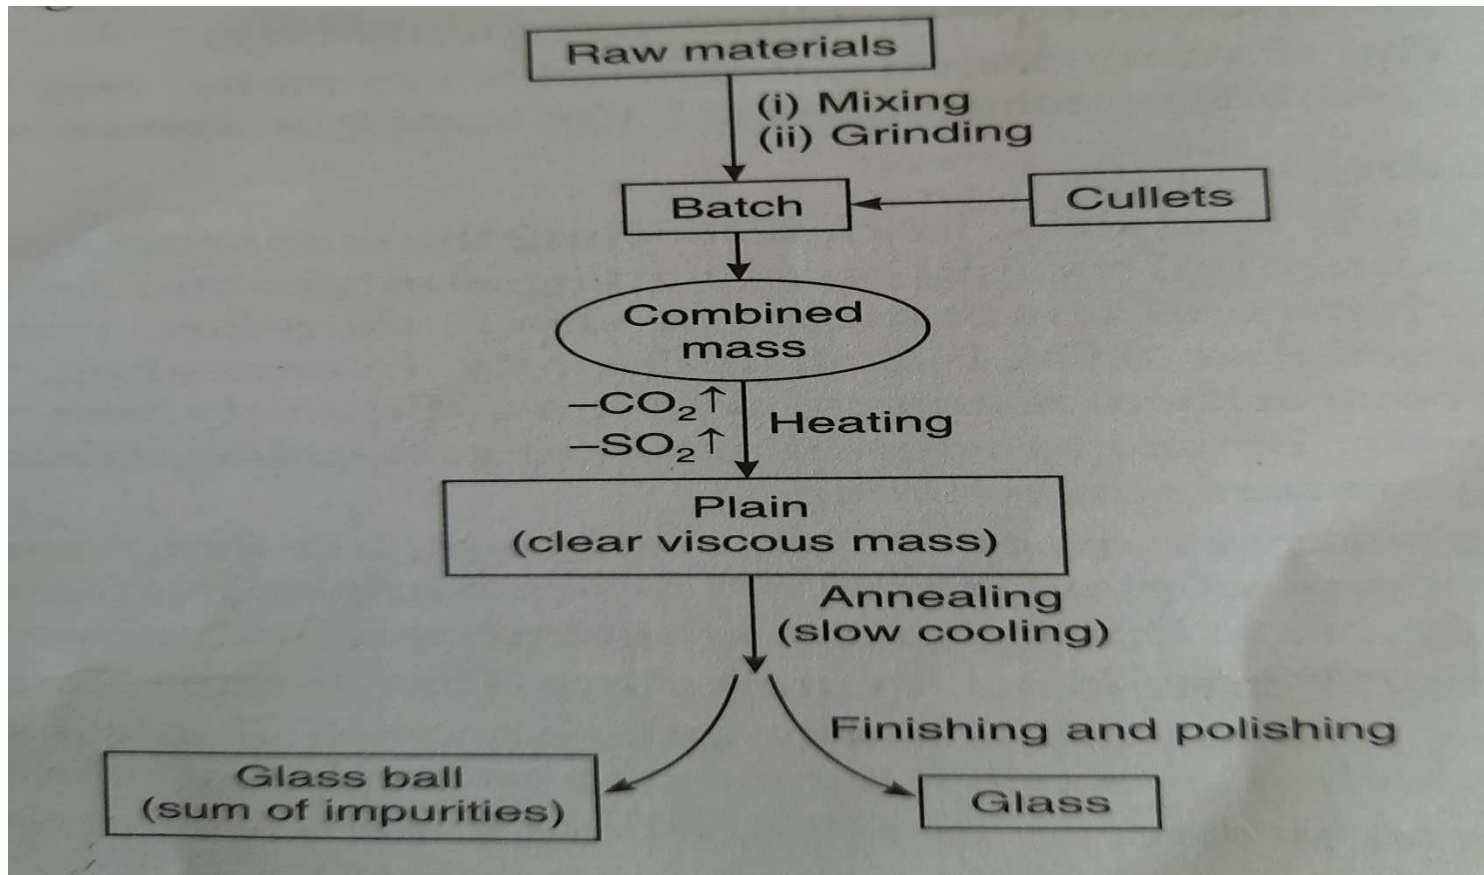 Raw materials
(i) Mixing
(ii) Grinding
Batch
Cullets
Combined
mass
–CO₂↑
–SO₂↑
Heating
Plain
(clear viscous mass)
Annealing
(slow cooling)
Finishing and polishing
Glass ball
(sum of impurities)
Glass